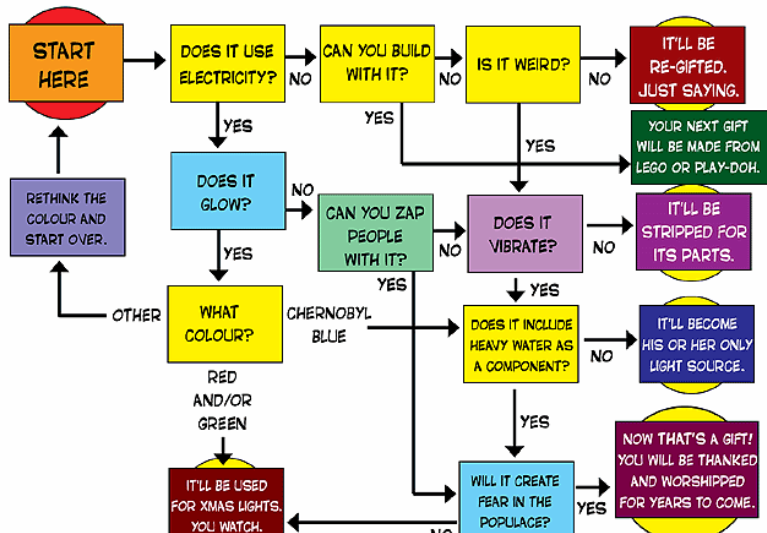 START
HERE
DOES IT USE
ELECTRICITY?
NO
CAN YOU BUILD
WITH IT?
NO
IS IT WEIRD?
NO
IT'LL BE
RE-GIFTED.
JUST SAYING.
YES
YES
YES
YOUR NEXT GIFT
WILL BE MADE FROM
LEGO OR PLAY-DOH.
RETHINK THE
COLOUR AND
START OVER.
DOES IT
GLOW?
NO
CAN YOU ZAP
PEOPLE
WITH IT?
NO
DOES IT
VIBRATE?
NO
IT'LL BE
STRIPPED FOR
ITS PARTS.
YES
YES
YES
OTHER
WHAT
COLOUR?
CHERNOBYL
BLUE
DOES IT INCLUDE
HEAVY WATER AS
A COMPONENT?
NO
IT'LL BECOME
HIS OR HER ONLY
LIGHT SOURCE.
RED
AND/OR
GREEN
YES
IT'LL BE USED
FOR XMAS LIGHTS.
YOU WATCH.
NO
WILL IT CREATE
FEAR IN THE
POPULACE?
YES
NOW THAT'S A GIFT!
YOU WILL BE THANKED
AND WORSHIPPED
FOR YEARS TO COME.